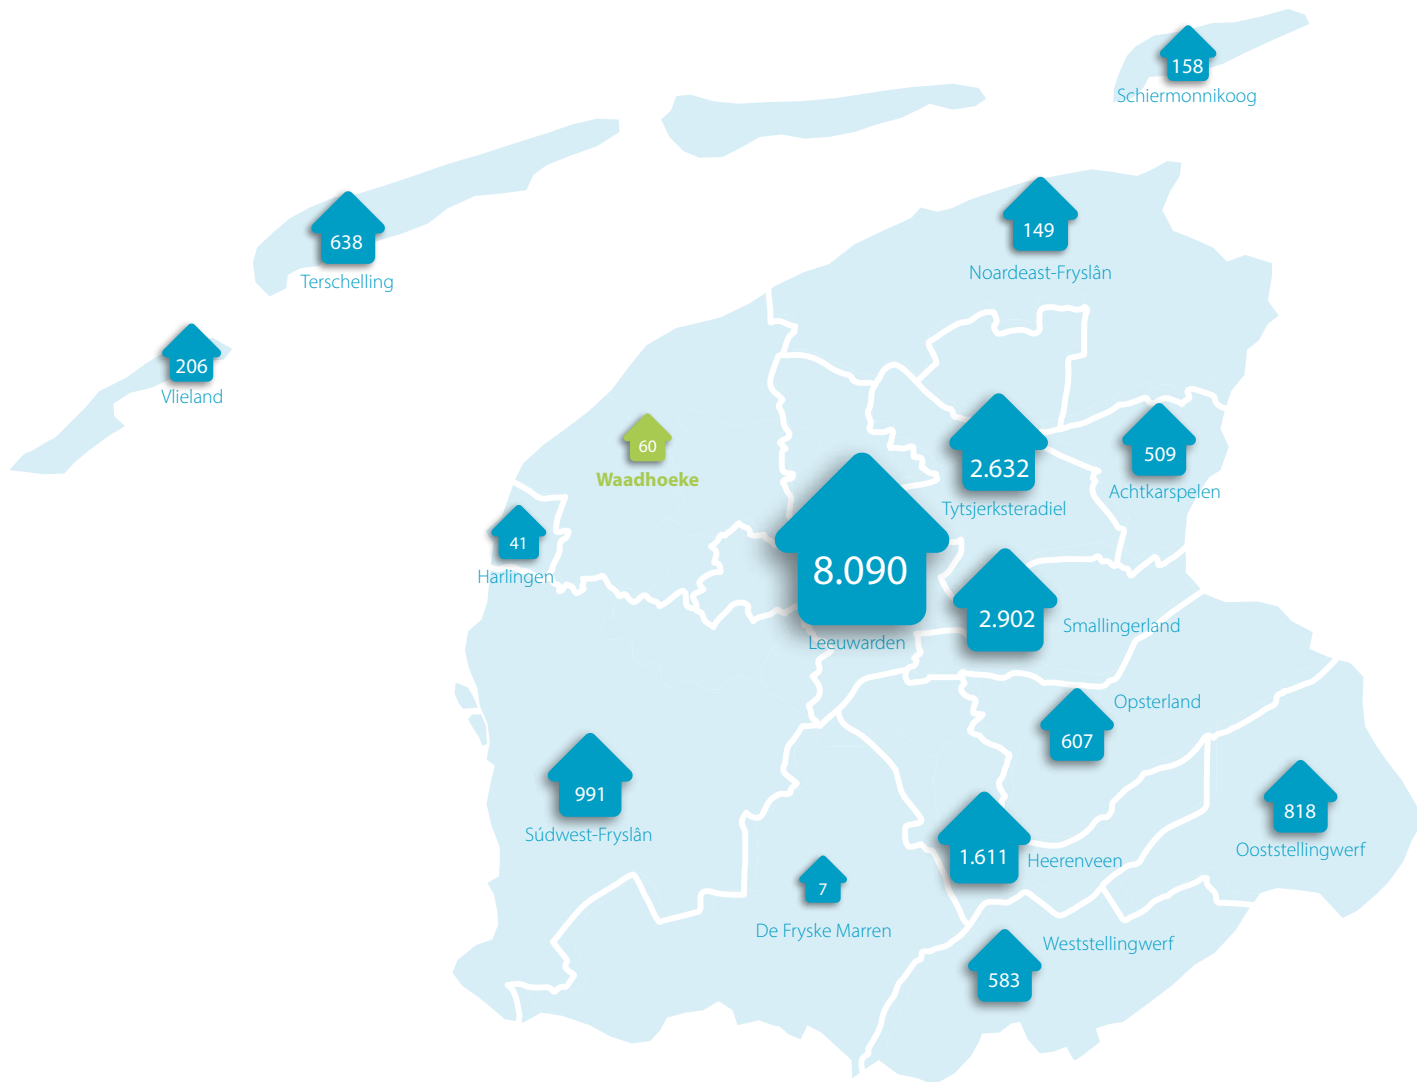 158
Schiermonnikoog
638
Terschelling
149
Noardeast-Fryslân
206
Vlieland
60
Waadhoeke
2.632
Tytsjerksteradiel
509
Achtkarspelen
41
Harlingen
8.090
Leeuwarden
2.902
Smallingerland
607
Opsterland
991
Súdwest-Fryslân
818
Ooststellingwerf
1.611
Heerenveen
7
De Fryske Marren
583
Weststellingwerf